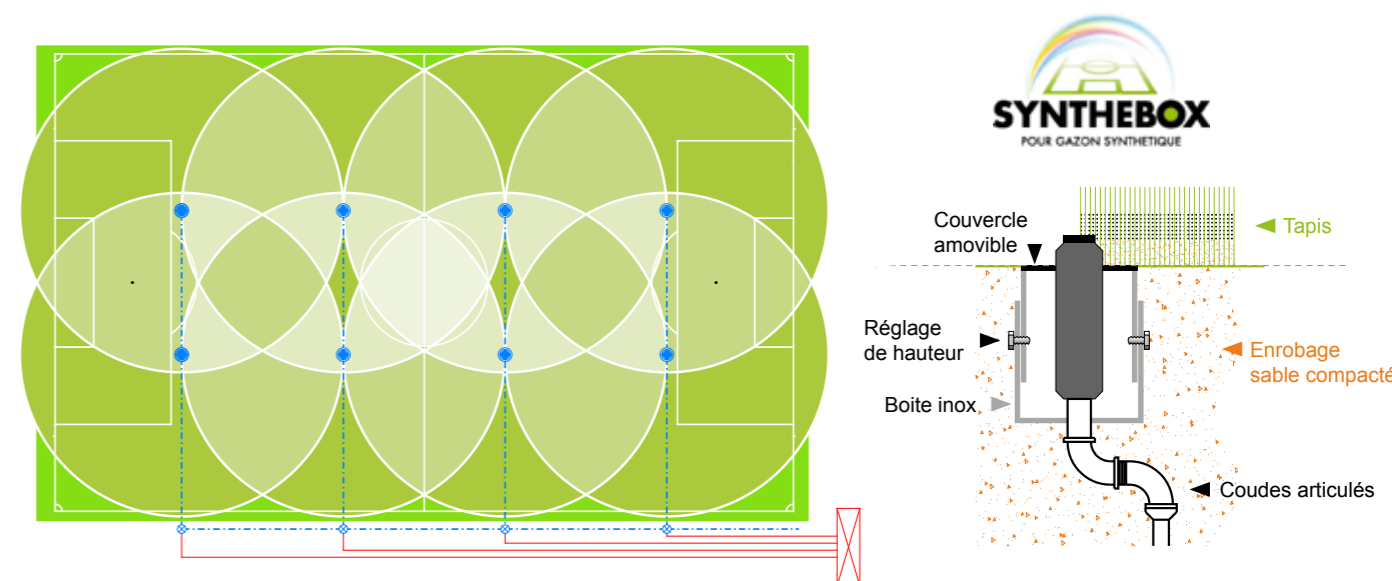 SYNTHEBOX
POUR GAZON SYNTHETIQUE
Couvercle
amovible
Tapis
Réglage
de hauteur
Enrobage
sable compacté
Boite inox
Coudes articulés